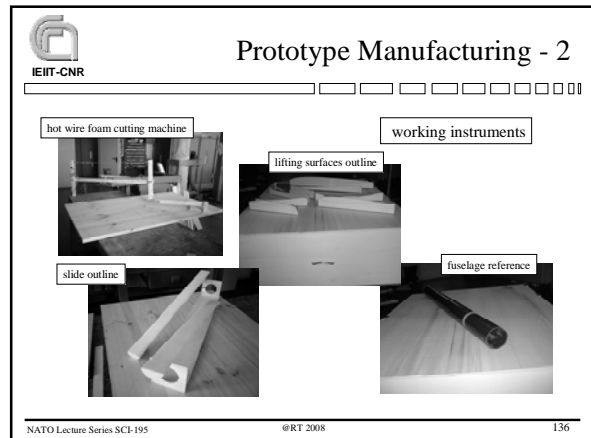 IEIIT-CNR
Prototype Manufacturing - 2
hot wire foam cutting machine
working instruments
lifting surfaces outline
slide outline
fuselage reference
NATO Lecture Series SCI-195
@RT 2008
136